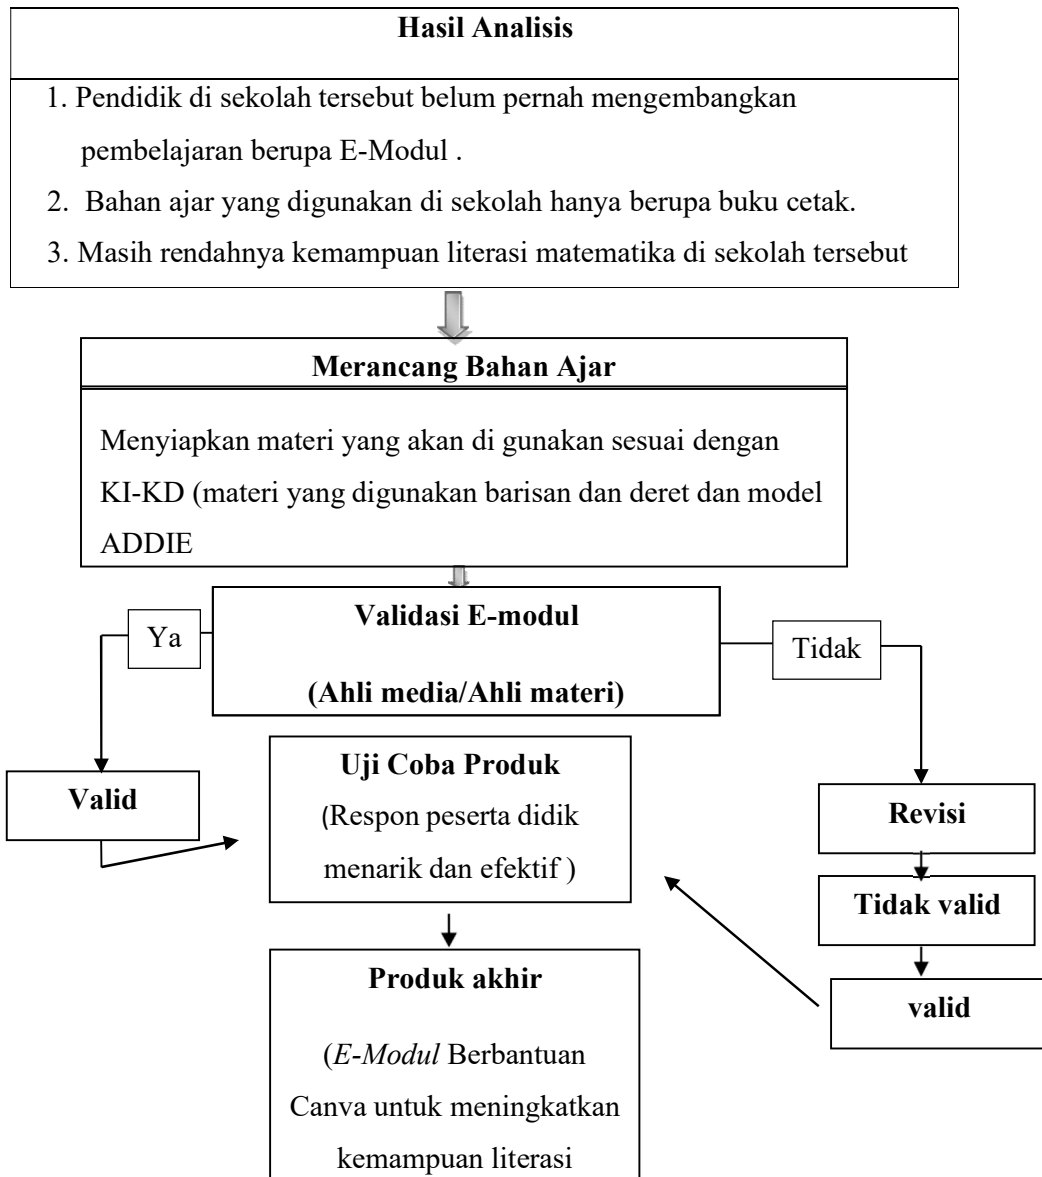 Hasil Analisis
1. Pendidik di sekolah tersebut belum pernah mengembangkan
pembelajaran berupa E-Modul .
2. Bahan ajar yang digunakan di sekolah hanya berupa buku cetak.
3. Masih rendahnya kemampuan literasi matematika di sekolah tersebut
Merancang Bahan Ajar
Menyiapkan materi yang akan di gunakan sesuai dengan
KI-KD (materi yang digunakan barisan dan deret dan model
ADDIE
Validasi E-modul
(Ahli media/Ahli materi)
Ya
Tidak
Valid
Uji Coba Produk
(Respon peserta didik
menarik dan efektif )
Revisi
Tidak valid
valid
Produk akhir
(E-Modul Berbantuan
Canva untuk meningkatkan
kemampuan literasi